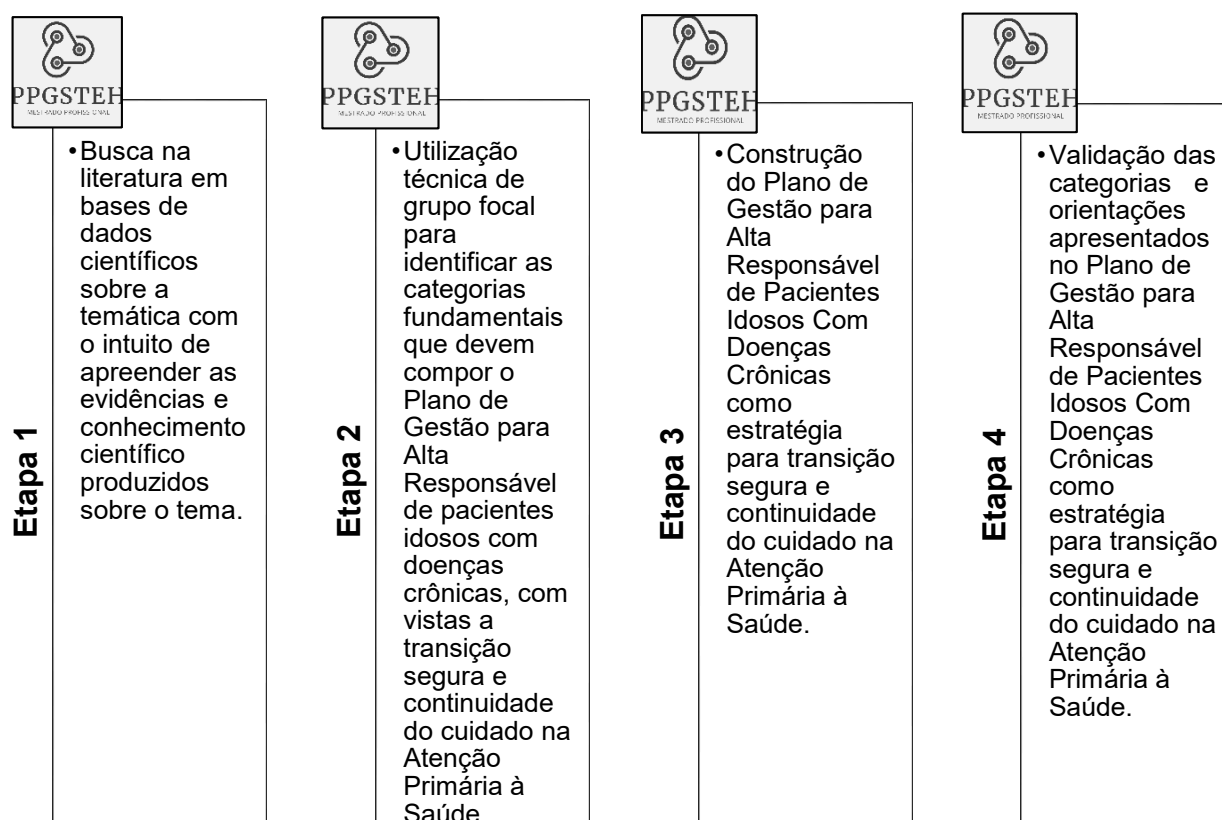 PPGSTEH
MESTRADO PROFISSIONAL
Etapa 1
•Busca na
literatura em
bases de
dados
científicos
sobre a
temática com
o intuito de
apreender as
evidências e
conhecimento
científico
produzidos
sobre o tema.
PPGSTEH
MESTRADO PROFISSIONAL
Etapa 2
•Utilização
técnica de
grupo focal
para
identificar as
categorias
fundamentais
que devem
compor o
Plano de
Gestão para
Alta
Responsável
de pacientes
idosos com
doenças
crônicas, com
vistas a
transição
segura e
continuidade
do cuidado na
Atenção
Primária à
Saúde
PPGSTEH
MESTRADO PROFISSIONAL
Etapa 3
•Construção
do Plano de
Gestão para
Alta
Responsável
de Pacientes
Idosos Com
Doenças
Crônicas
como
estratégia
para transição
segura e
continuidade
do cuidado na
Atenção
Primária à
Saúde.
PPGSTEH
MESTRADO PROFISSIONAL
Etapa 4
•Validação das
categorias e
orientações
apresentados
no Plano de
Gestão para
Alta
Responsável
de Pacientes
Idosos Com
Doenças
Crônicas
como
estratégia
para transição
segura e
continuidade
do cuidado na
Atenção
Primária à
Saúde.